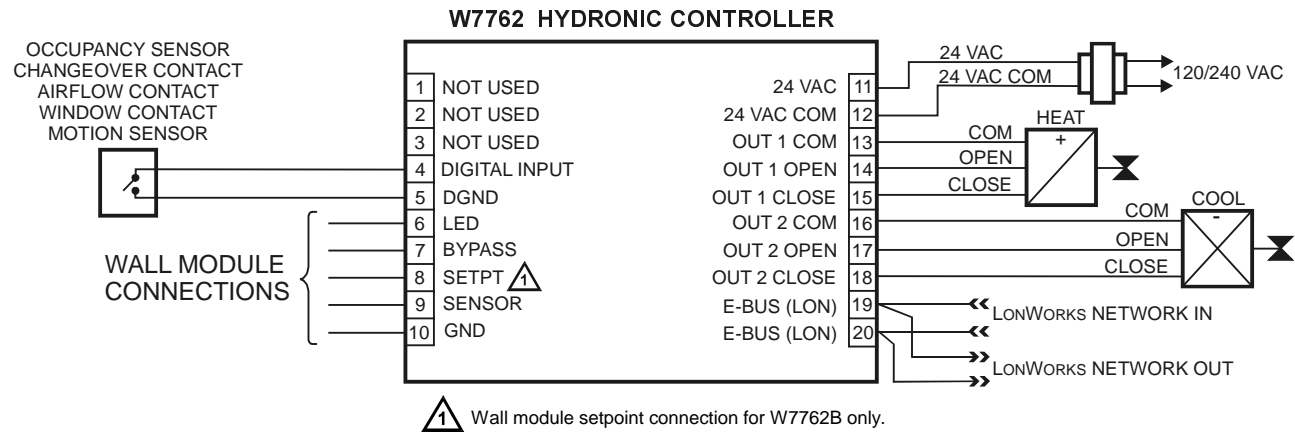 W7762 HYDRONIC CONTROLLER
OCCUPANCY SENSOR
CHANGEOVER CONTACT
AIRFLOW CONTACT
WINDOW CONTACT
MOTION SENSOR
1 NOT USED
2 NOT USED
3 NOT USED
4 DIGITAL INPUT
5 DGND
6 LED
7 BYPASS
8 SETPT 1
9 SENSOR
10 GND
WALL MODULE
CONNECTIONS
24 VAC 11
24 VAC COM 12
OUT 1 COM 13
OUT 1 OPEN 14
OUT 1 CLOSE 15
OUT 2 COM 16
OUT 2 OPEN 17
OUT 2 CLOSE 18
E-BUS (LON) 19
E-BUS (LON) 20
24 VAC
24 VAC COM
120/240 VAC
HEAT
COM
+
OPEN
CLOSE
COOL
COM
-
OPEN
CLOSE
LONWORKS NETWORK IN
LONWORKS NETWORK OUT
1 Wall module setpoint connection for W7762B only.